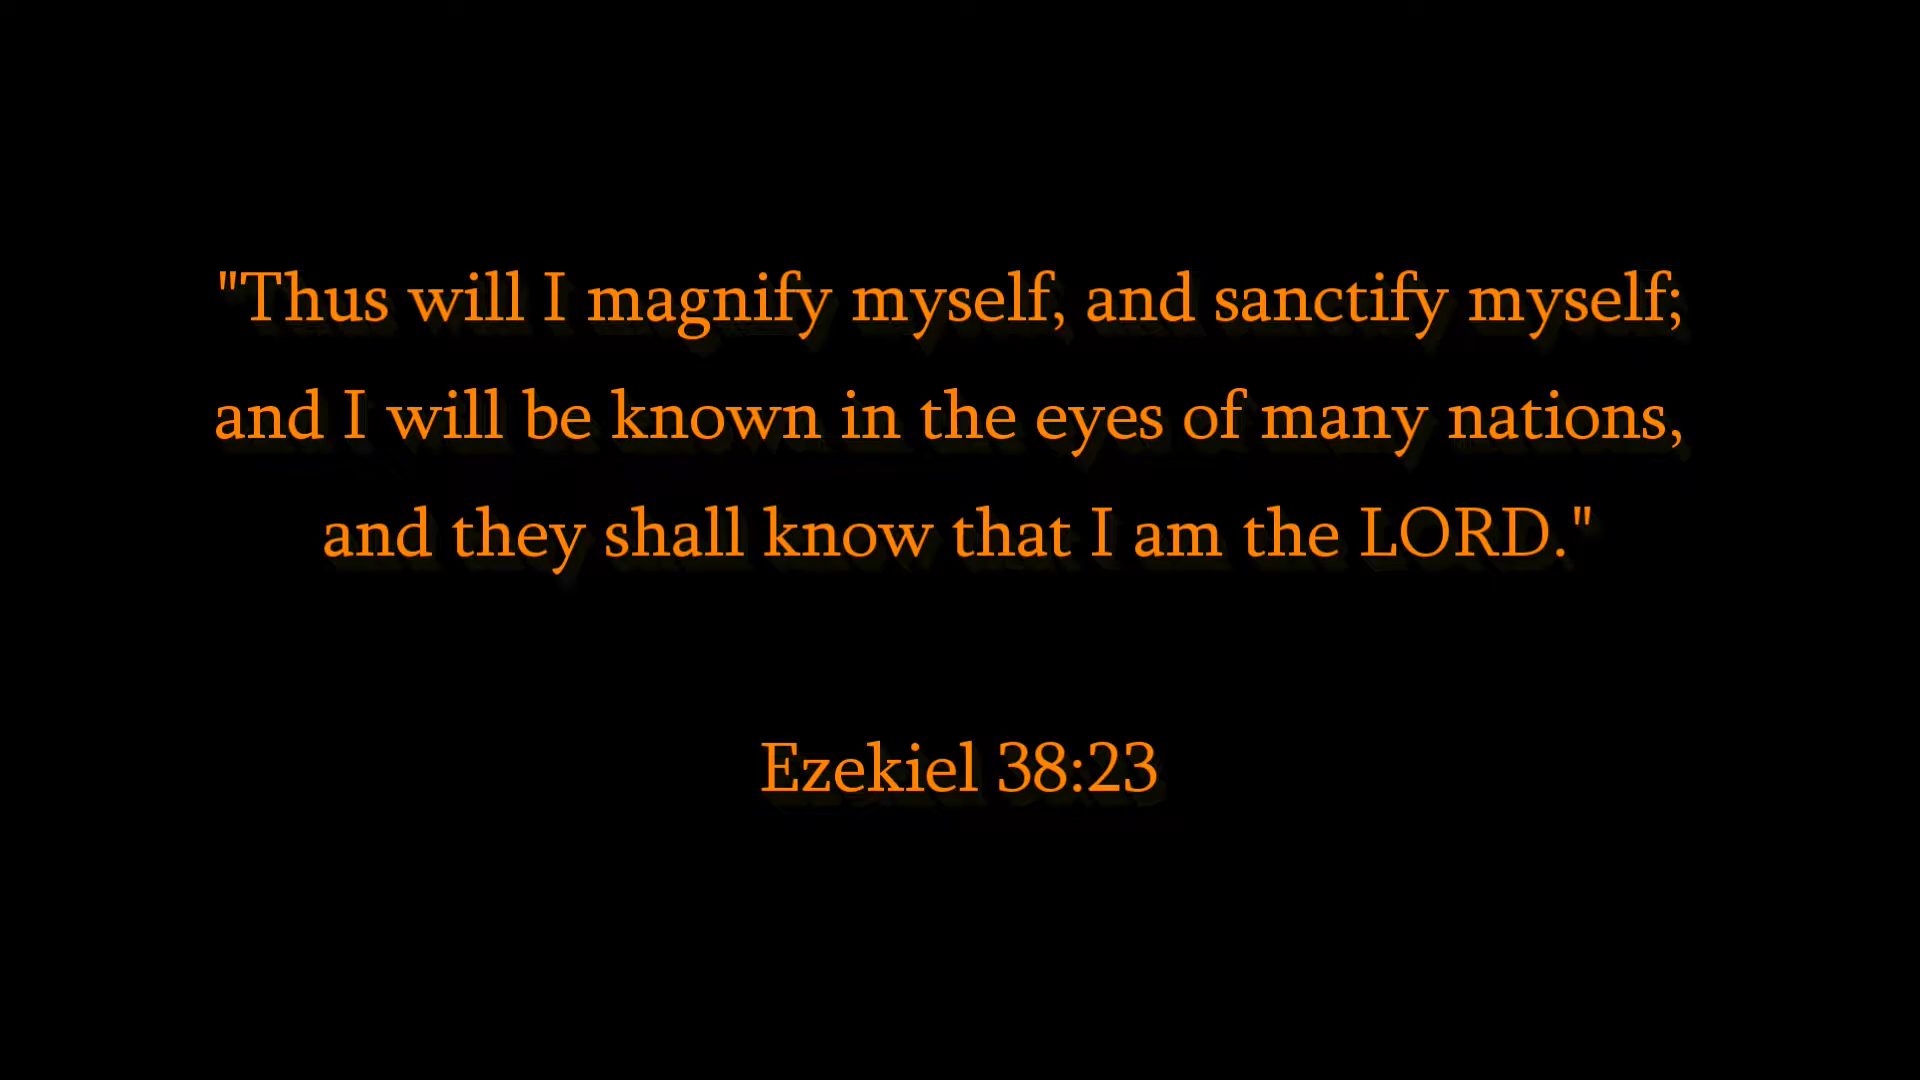 "Thus will I magnify myself, and sanctify myself;
and I will be known in the eyes of many nations,
and they shall know that I am the LORD."
Ezekiel 38:23